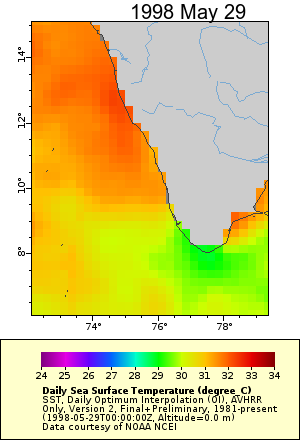 1998 May 29
14°
12°
10°
8°
74°
76°
78°
24 25 26 27 28 29 30 31 32 33 34
Daily Sea Surface Temperature (degree_C)
SST, Daily Optimum Interpolation (OI), AVHRR
Only, Version 2, Final+Preliminary, 1981-present
(1998-05-29T00:00:00Z, Altitude=0.0 m)
Data courtesy of NOAA NCEI